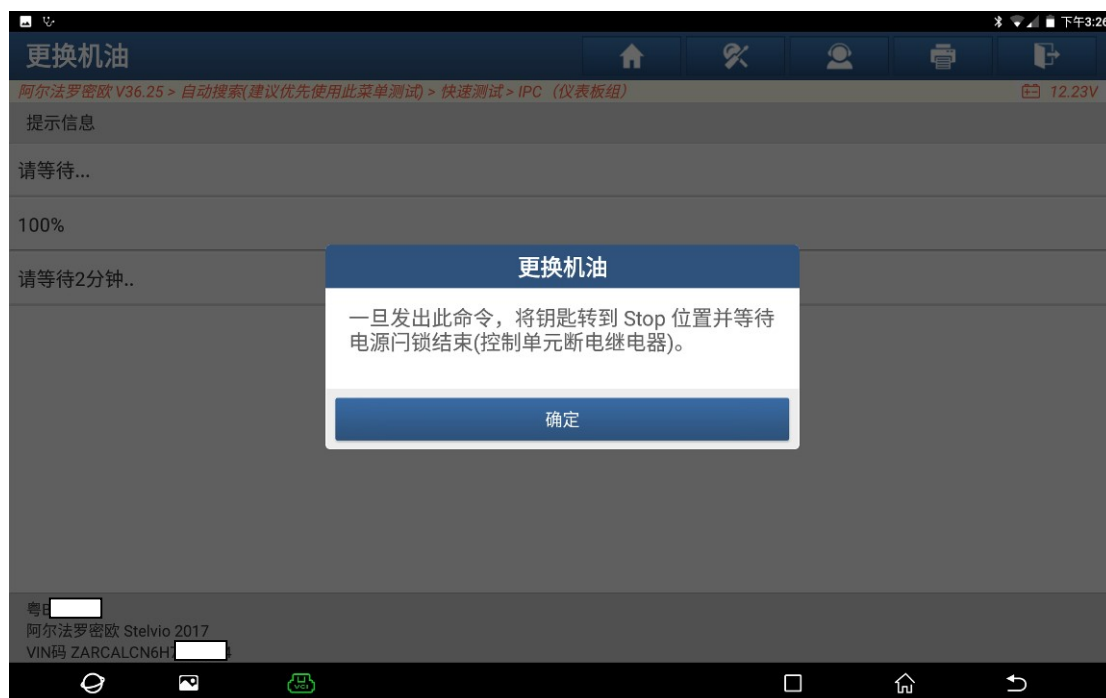 下午3:26
更换机油
阿尔法罗密欧 V36.25 > 自动搜索(建议优先使用此菜单测试) > 快速测试 > IPC（仪表板组）
12.23V
提示信息
请等待...
100%
请等待2分钟..
更换机油
一旦发出此命令，将钥匙转到 Stop 位置并等待
电源闩锁结束(控制单元断电继电器)。
确定
粤
阿尔法罗密欧 Stelvio 2017
VIN码 ZARCALCN6H
VCI